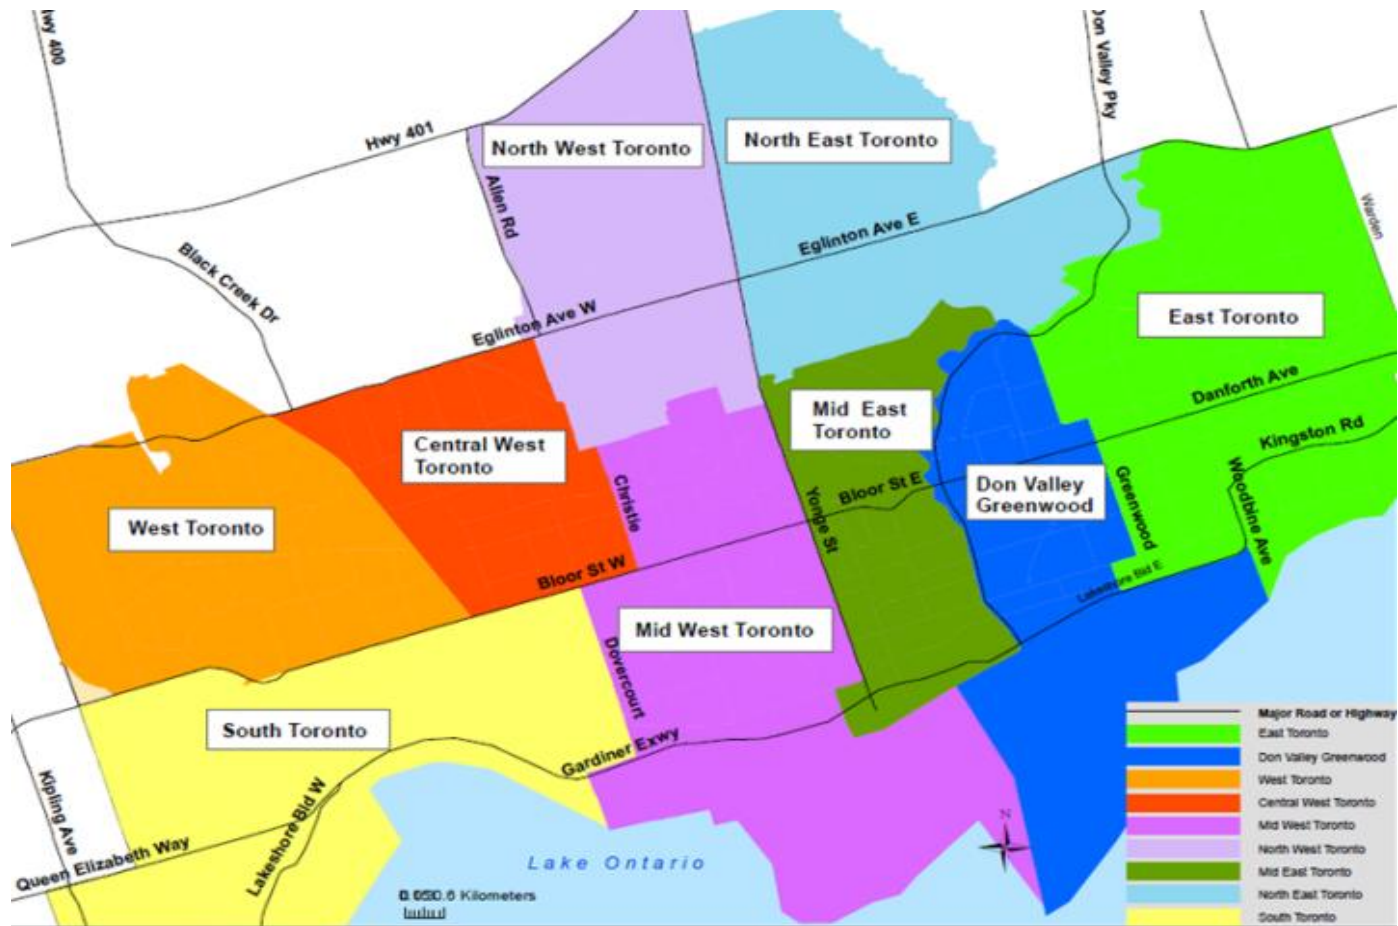 Hwy 400
Don Valley Pky
Hwy 401
North West Toronto
North East Toronto
Allen Rd
Warden
Eglinton Ave E
Black Creek Dr
Eglinton Ave W
East Toronto
Danforth Ave
Mid East
Toronto
Kingston Rd
Central West
Toronto
Christie
Bloor St E
Don Valley
Greenwood
Greenwood
Woodbine Ave
Yonge St
West Toronto
Bloor St W
Lakeshore Bld E
Mid West Toronto
Dovercourt
South Toronto
Gardiner Exwy
Kipling Ave
Lakeshore Bld W
Queen Elizabeth Way
Lake Ontario
N
Kilometers
Major Road or Highway
East Toronto
Don Valley Greenwood
West Toronto
Central West Toronto
Mid West Toronto
North West Toronto
Mid East Toronto
North East Toronto
South Toronto